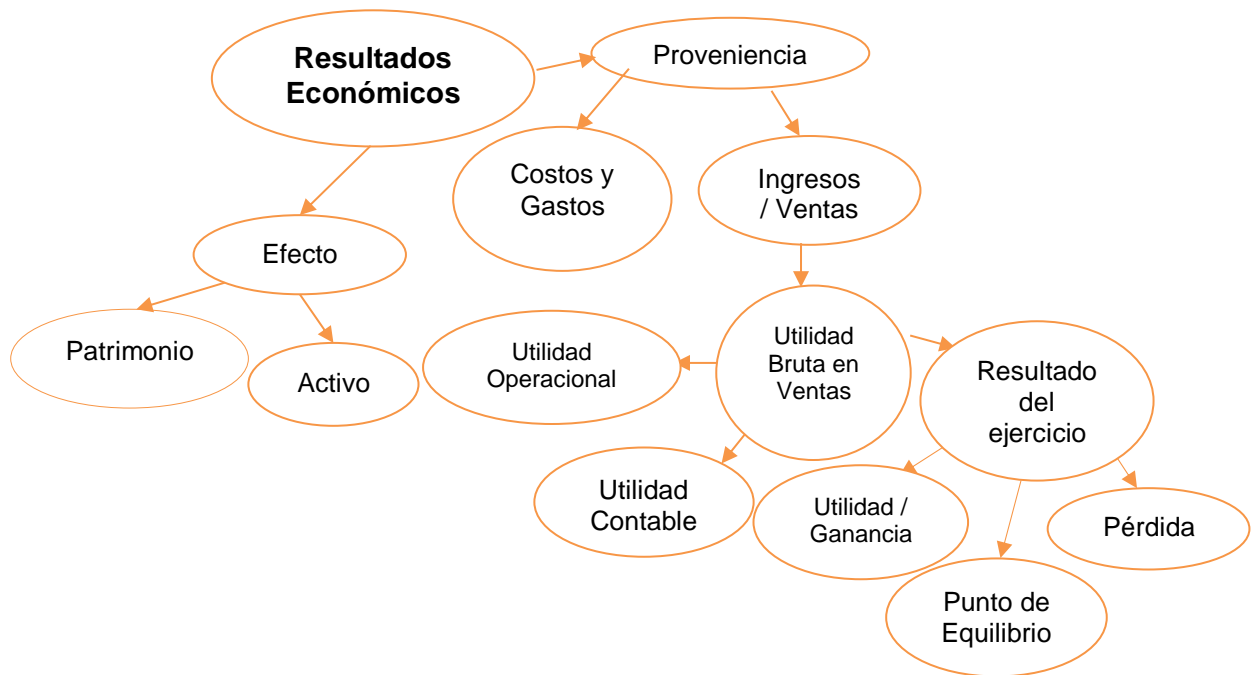 Resultados
Económicos
Proveniencia
Costos y
Gastos
Ingresos
/ Ventas
Efecto
Patrimonio
Activo
Utilidad
Operacional
Utilidad
Bruta en
Ventas
Resultado
del
ejercicio
Utilidad
Contable
Utilidad /
Ganancia
Pérdida
Punto de
Equilibrio